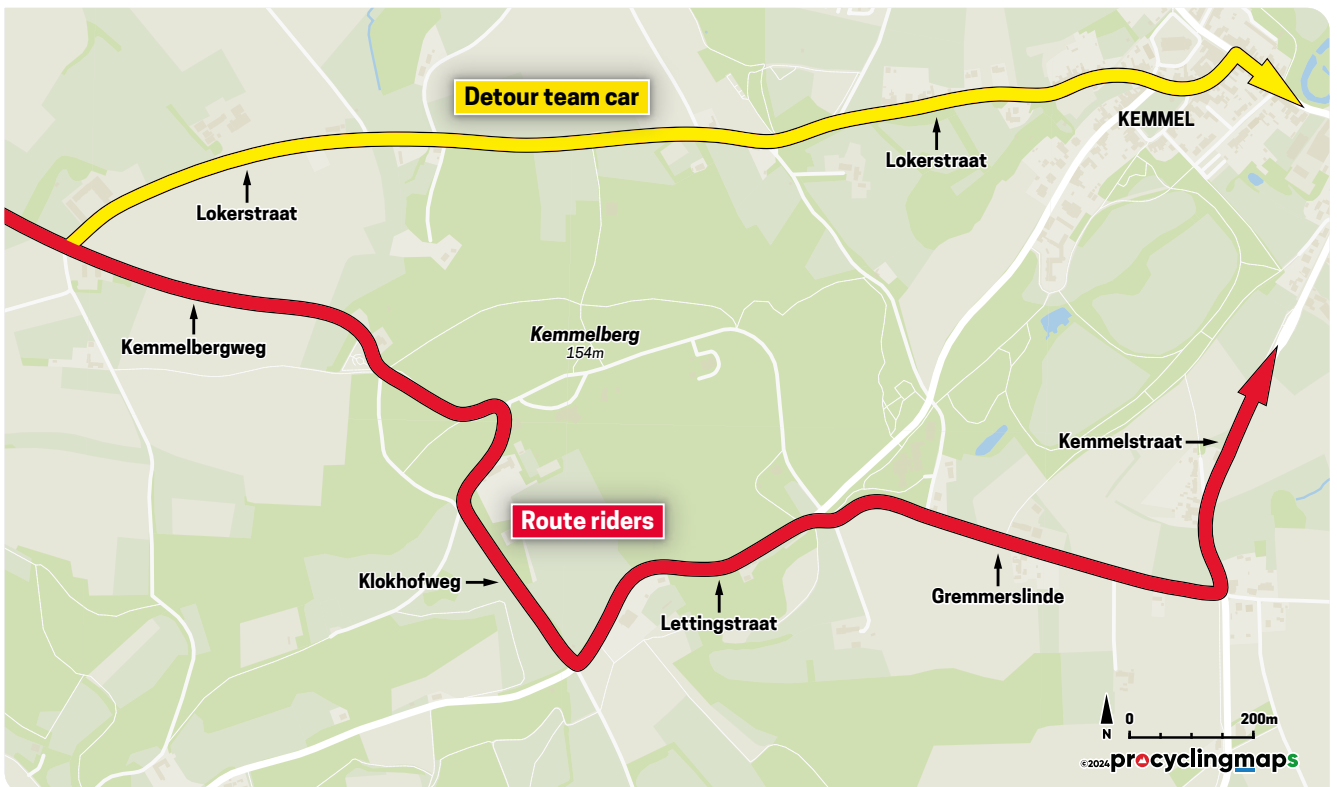 Detour team car
KEMMEL
Lokerstraat
Lokerstraat
Kemmelbergweg
Kemmelberg
154m
Kemmelstraat
Route riders
Klokhofweg
Gremmerslinde
Lettingstraat
N
0 200m
©2024 procyclingmaps